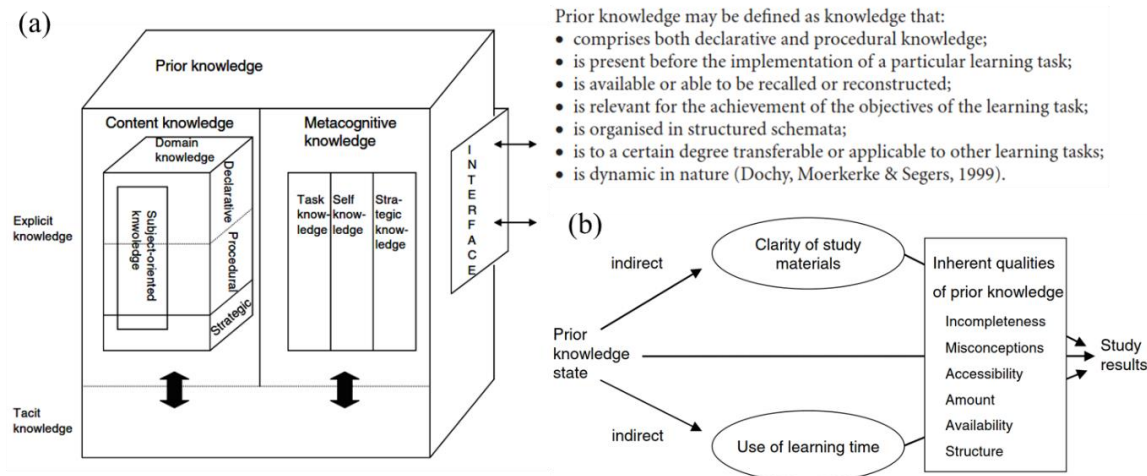 (a)
Prior knowledge
Content knowledge
Metacognitive
knowledge
Domain
knowledge
Declarative
Procedural
Strategic
Subject-oriented
knwoledge
Task
know-
ledge
Self
know-
ledge
Stra-
tegic know-
ledge
INTERFACE
Explicit
knowledge
Tacit
knowledge
Prior knowledge may be defined as knowledge that:
• comprises both declarative and procedural knowledge;
• is present before the implementation of a particular learning task;
• is available or able to be recalled or reconstructed;
• is relevant for the achievement of the objectives of the learning task;
• is organised in structured schemata;
• is to a certain degree transferable or applicable to other learning tasks;
• is dynamic in nature (Dochy, Moerkerke & Segers, 1999).
(b)
Clarity of study
materials
indirect
Prior
knowledge
state
indirect
Use of learning time
Inherent qualities
of prior knowledge
Incompleteness
Misconceptions
Accessibility
Amount
Availability
Structure
Study
results